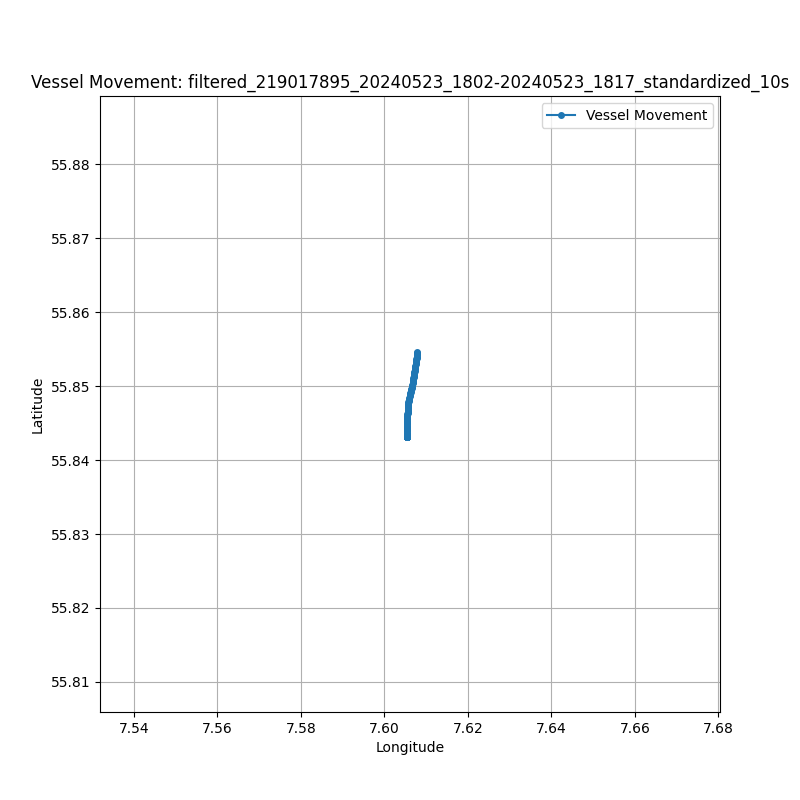 Vessel Movement: filtered_219017895_20240523_1802-20240523_1817_standardized_10s
Vessel Movement
55.88
55.87
55.86
55.85
55.84
55.83
55.82
55.81
Latitude
7.54 7.56 7.58 7.60 7.62 7.64 7.66 7.68
Longitude